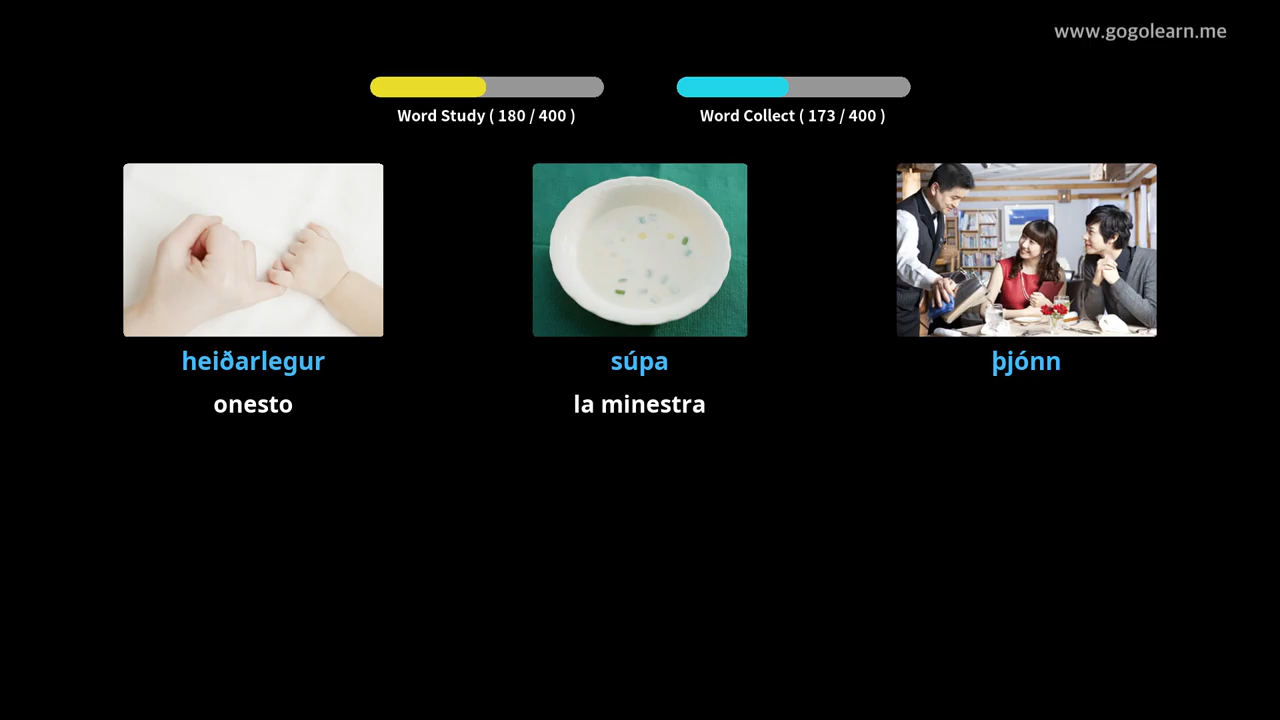 www.gogolearn.me
Word Study ( 180 / 400 )
Word Collect ( 173 / 400 )
heiðarlegur
súpa
þjónn
onesto
la minestra